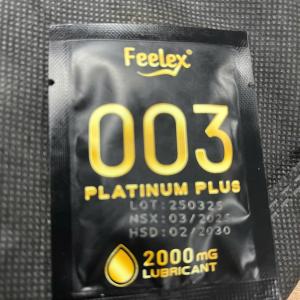 Feelex®
003
PLATINUM PLUS
LOT: 250325
NSX: 03/2025
HSD: 02/2030
2000mG
LUBRICANT